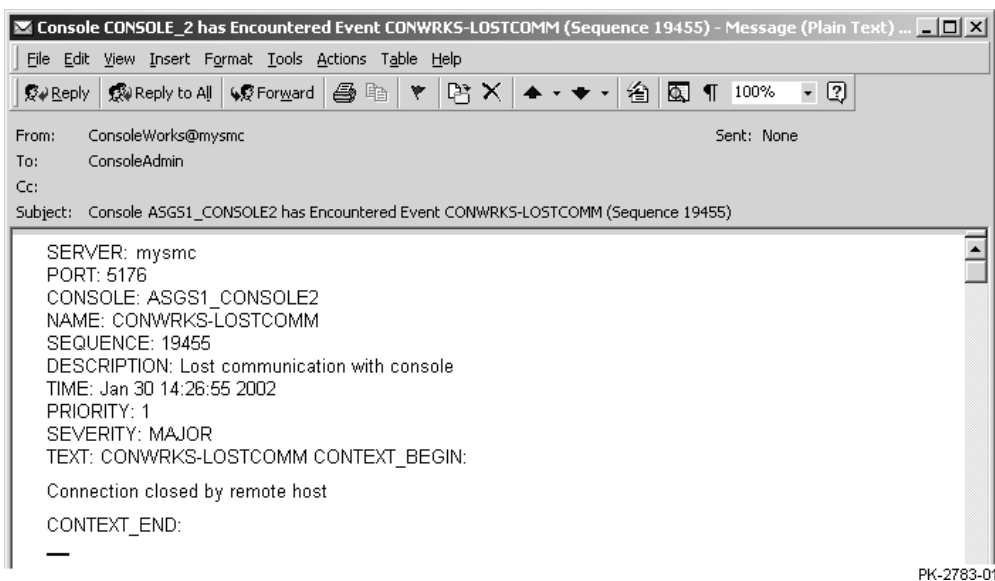 Console CONSOLE_2 has Encountered Event CONWRKS-LOSTCOMM (Sequence 19455) - Message (Plain Text) ...
File Edit View Insert Format Tools Actions Table Help
Reply Reply to All Forward 100%
From: ConsoleWorks@mysmc Sent: None
To: ConsoleAdmin
Cc:
Subject: Console ASGS1_CONSOLE2 has Encountered Event CONWRKS-LOSTCOMM (Sequence 19455)
SERVER: mysmc
PORT: 5176
CONSOLE: ASGS1_CONSOLE2
NAME: CONWRKS-LOSTCOMM
SEQUENCE: 19455
DESCRIPTION: Lost communication with console
TIME: Jan 30 14:26:55 2002
PRIORITY: 1
SEVERITY: MAJOR
TEXT: CONWRKS-LOSTCOMM CONTEXT_BEGIN:
Connection closed by remote host
CONTEXT_END:
PK-2783-01